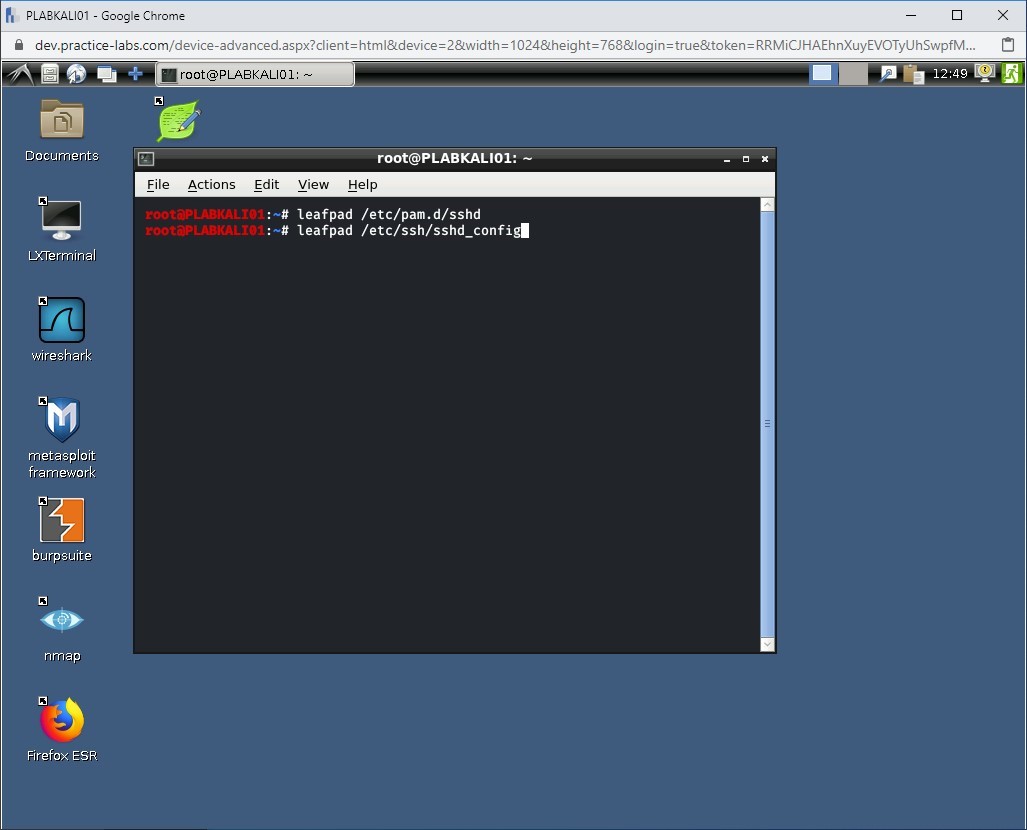 PLABKALI01 - Google Chrome
dev.practice-labs.com/device-advanced.aspx?client=html&device=2&width=1024&height=768&login=true&token=RRMiCJHAEhnXuyEVOTyUhSwpfM...
root@PLABKALI01: ~
12:49
Documents
root@PLABKALI01: ~
File Actions Edit View Help
root@PLABKALI01:~# leafpad /etc/pam.d/sshd
root@PLABKALI01:~# leafpad /etc/ssh/sshd_config
LXTerminal
wireshark
metasploit
framework
burpsuite
nmap
Firefox ESR